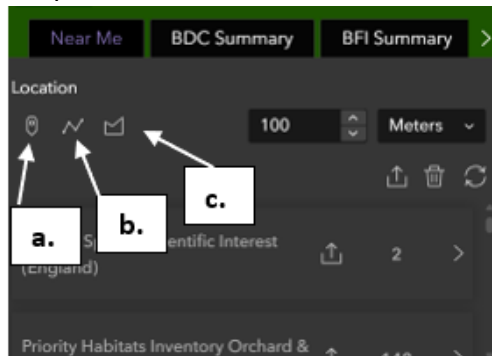 Near Me BDC Summary BFI Summary
Location
100 Meters
a. b. c.
entific Interest 2
(England)
Priority Habitats Inventory Orchard &